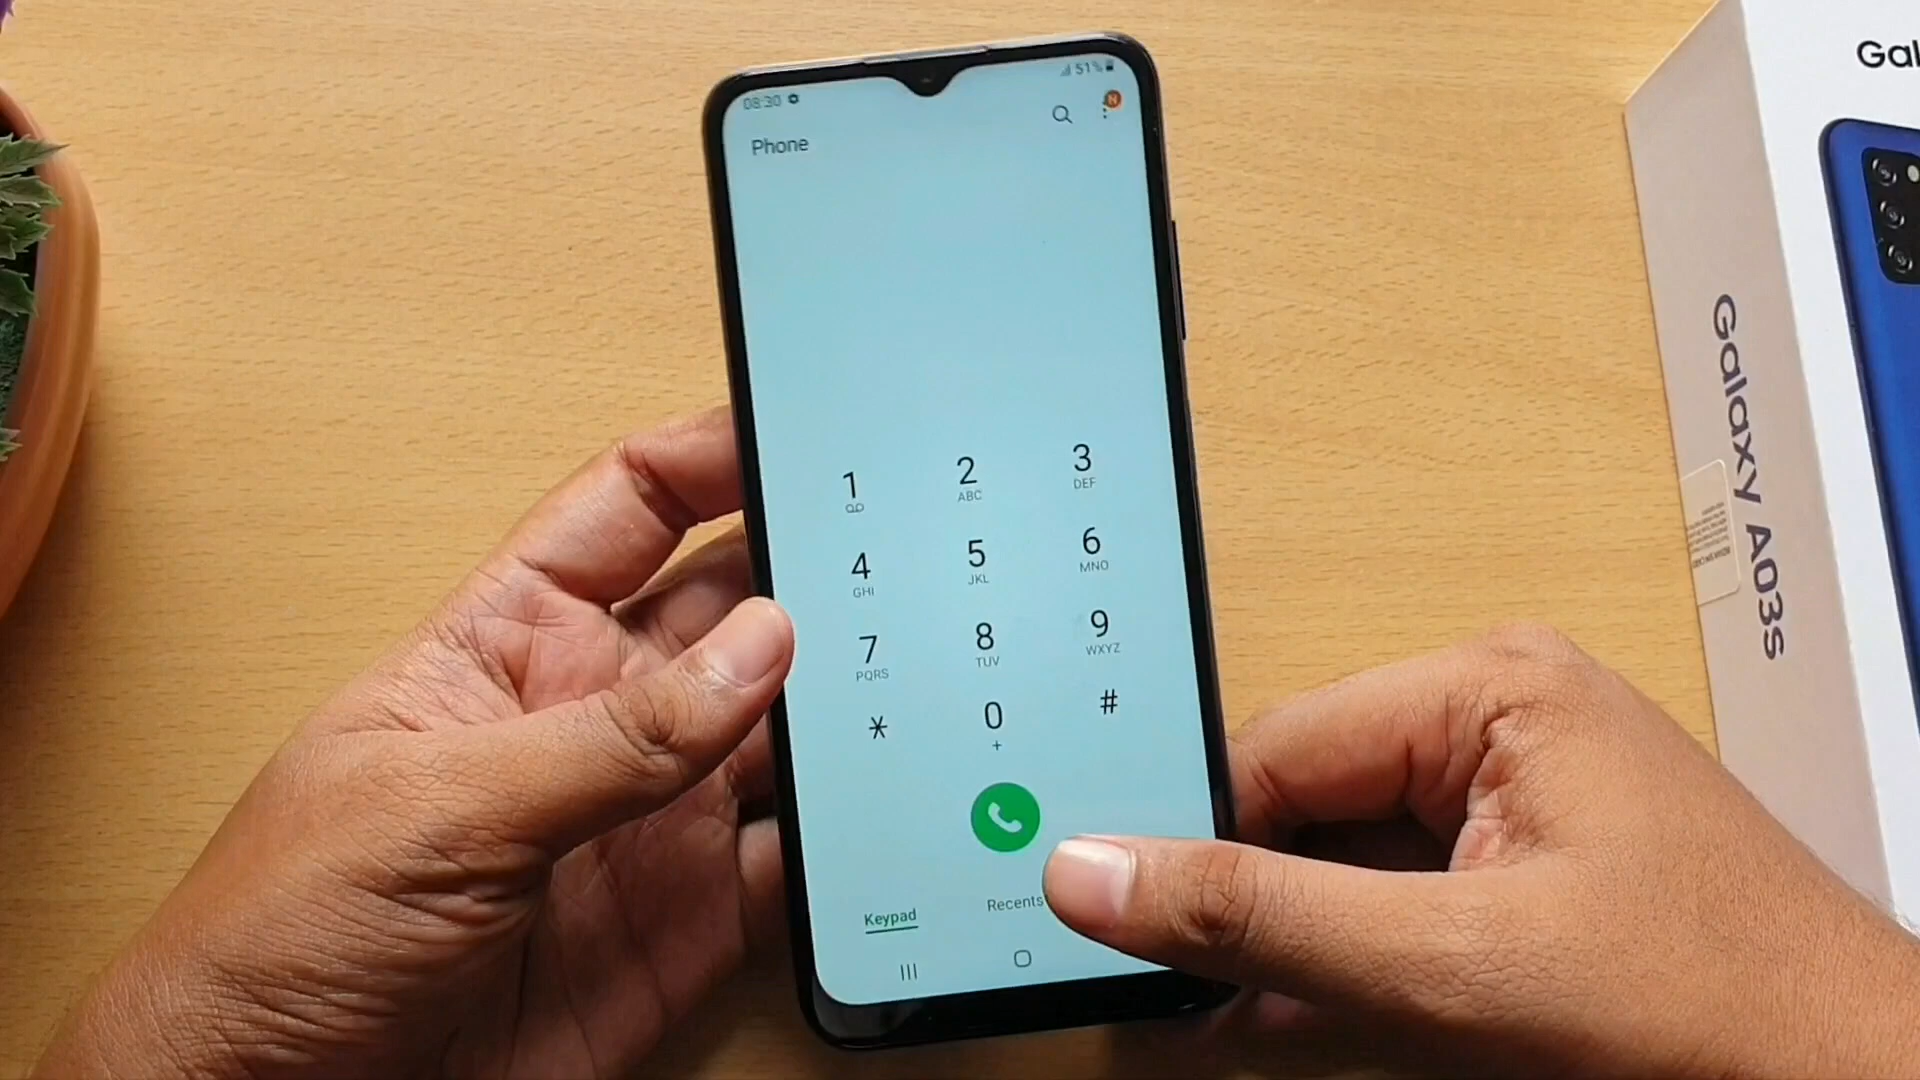 08:30
51%
N
Phone
1
2
ABC
3
DEF
4
GHI
5
JKL
6
MNO
7
PQRS
8
TUV
9
WXYZ
*
0
+
#
Keypad
Recents
Galaxy A03s